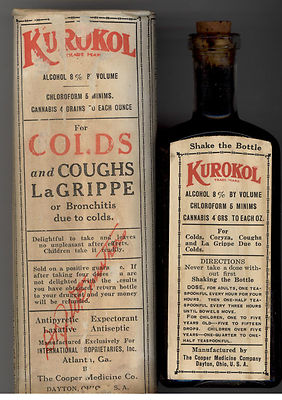 KUROKOL
TRADE MARK
ALCOHOL 8% BY VOLUME
CHLOROFORM 5 MINIMS.
CANNABIS 4 GRAINS TO EACH OUNCE
For
COLDS
and COUGHS
LaGRIPPE
or Bronchitis
due to colds.
Delightful to take and leaves
no unpleasant after effects.
Children take it
Sold on a positive If
after taking four doses are
not delighted with the results
you have return bottle
to your druggist and your money
will be refunded.
Antipyretic Expectorant
Laxative Antiseptic
Manufactured Exclusively For
INTERNATIONAL PROPRIETARIES, Inc.
Atlanta, Ga.
BY
The Cooper Medicine Co.
DAYTON, OHIO U. S. A.
Shake the Bottle
KUROKOL
TRADE MARK
ALCOHOL 8% BY VOLUME
CHLOROFORM 5 MINIMS
CANNABIS 4 GRS. TO EACH OZ.
For
Colds, Coryza, Coughs
and La Grippe Due to
Colds.
DIRECTIONS
Never take a dose with-
out first
Shaking the Bottle
DOSE, FOR ADULTS, ONE TEA-
SPOONFUL EVERY HOUR FOR FOUR
HOURS, THEN ONE-HALF TEA-
SPOONFUL EVERY THREE HOURS
UNTIL BOWELS MOVE.
FOR CHILDREN, ONE TO FIVE
YEARS OLD—FIVE TO FIFTEEN
DROPS. CHILDREN OVER FIVE
YEARS—ONE-QUARTER TO ONE-
HALF TEASPOONFUL.
Manufactured by
The Cooper Medicine Company
Dayton, Ohio, U. S. A.